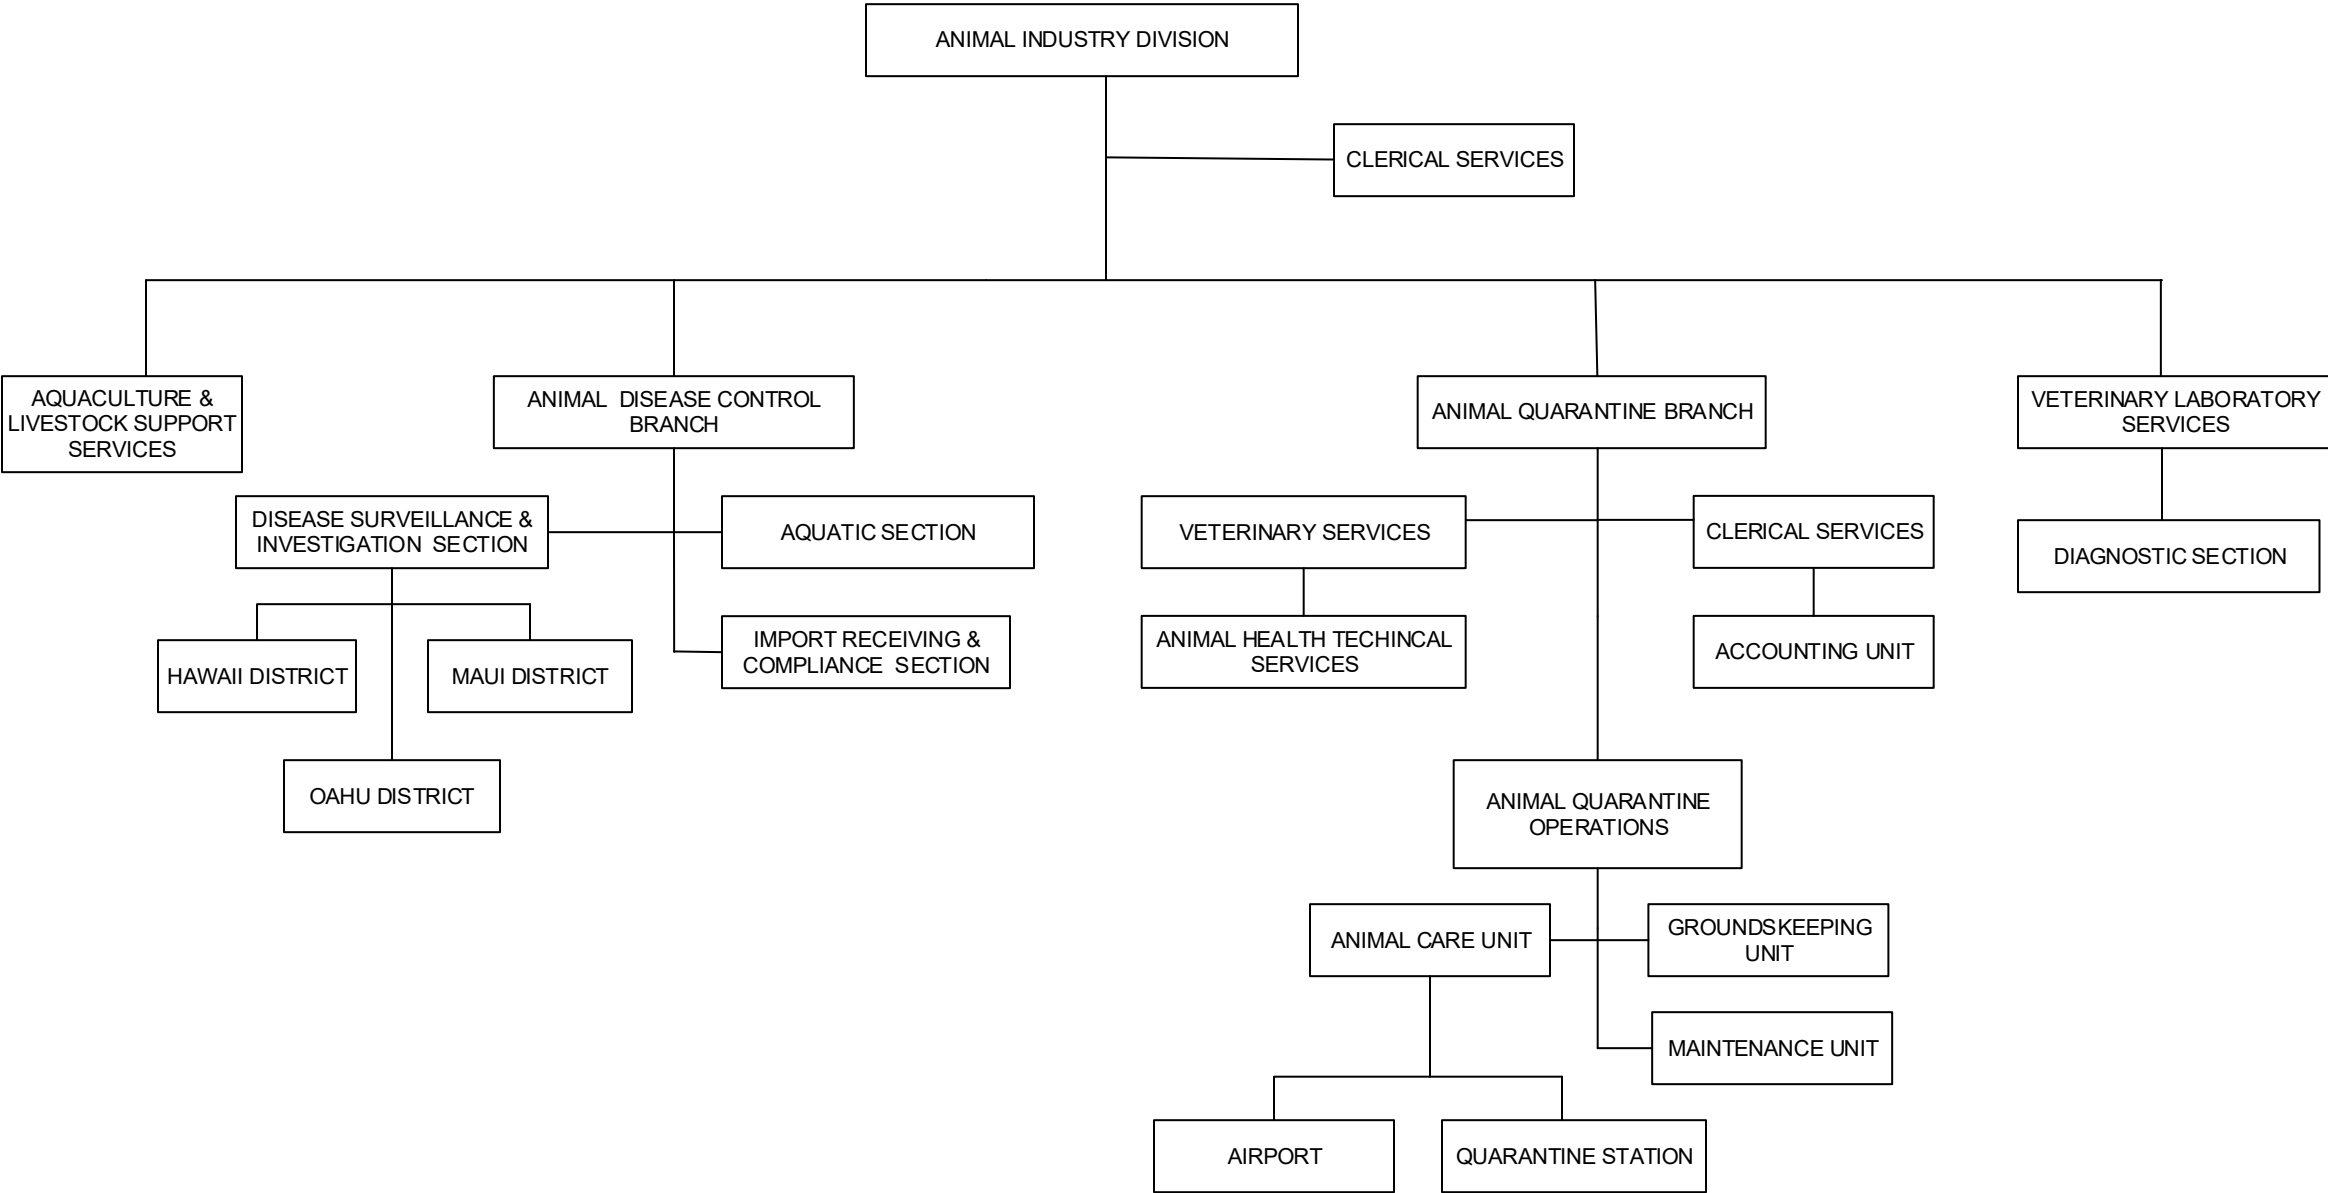 ANIMAL INDUSTRY DIVISION
CLERICAL SERVICES
AQUACULTURE &
LIVESTOCK SUPPORT
SERVICES
ANIMAL DISEASE CONTROL
BRANCH
ANIMAL QUARANTINE BRANCH
VETERINARY LABORATORY
SERVICES
DISEASE SURVEILLANCE &
INVESTIGATION SECTION
AQUATIC SECTION
VETERINARY SERVICES
CLERICAL SERVICES
DIAGNOSTIC SECTION
HAWAII DISTRICT
MAUI DISTRICT
IMPORT RECEIVING &
COMPLIANCE SECTION
ANIMAL HEALTH TECHINCAL
SERVICES
ACCOUNTING UNIT
OAHU DISTRICT
ANIMAL QUARANTINE
OPERATIONS
ANIMAL CARE UNIT
GROUNDSKEEPING
UNIT
MAINTENANCE UNIT
AIRPORT
QUARANTINE STATION